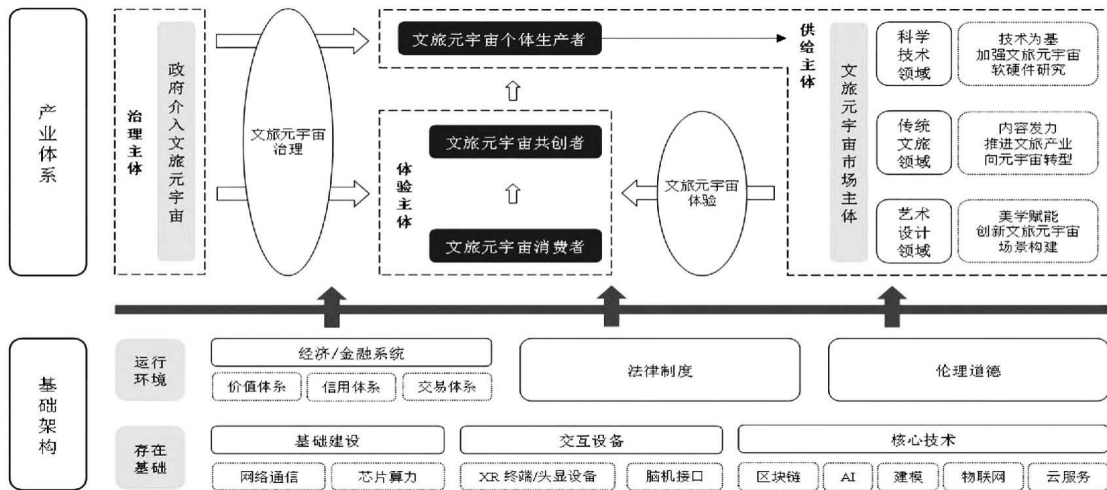 产业体系
治理主体
政府介入文旅元宇宙
文旅元宇宙
治理
文旅元宇宙个体生产者
体验主体
文旅元宇宙共创者
文旅元宇宙消费者
文旅元宇宙
体验
供给主体
文旅元宇宙市场主体
科学
技术
领域
技术为基
加强文旅元宇宙
软硬件研究
传统
文旅
领域
内容发力
推进文旅产业
向元宇宙转型
艺术
设计
领域
美学赋能
创新文旅元宇宙
场景构建
基础架构
运行
环境
经济/金融系统
价值体系
信用体系
交易体系
法律制度
伦理道德
存在
基础
基础建设
网络通信
芯片算力
交互设备
XR 终端/头显设备
脑机接口
核心技术
区块链
AI
建模
物联网
云服务